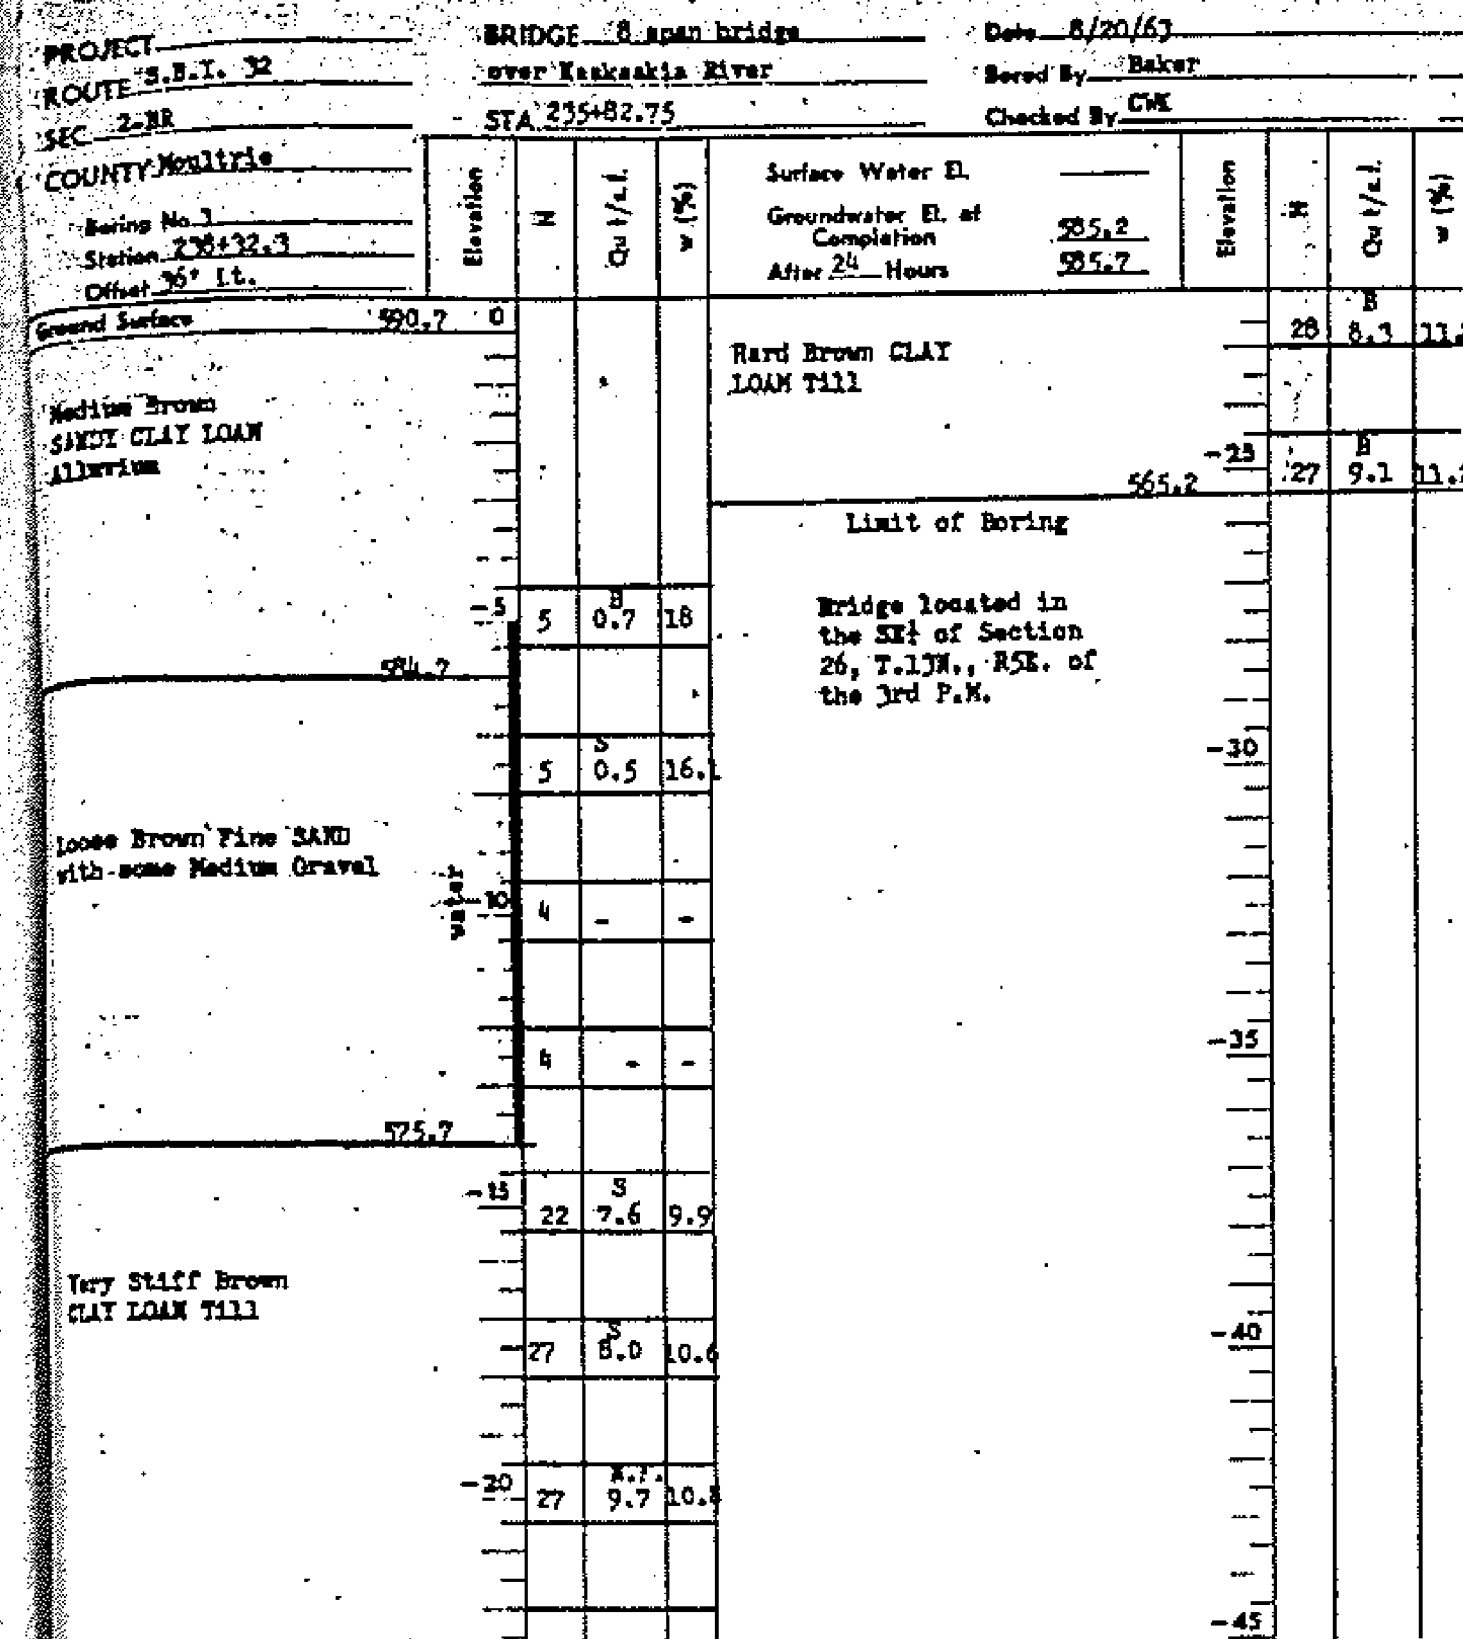 PROJECT
ROUTE S.B.I. 32
SEC. 2-BR
COUNTY Moultrie
Boring No. 3
Station 238+32.3
Offset 36' Lt.
BRIDGE 8 span bridge
over Kaskaskia River
STA. 235+82.75
Date 8/20/63
Bored By Baker
Checked By CWK
Elevation
N
Qu t/s.f.
w (%)
Surface Water El.
Groundwater El. at
Completion 585.2
After 24 Hours 585.7
Elevation
N
Qu t/s.f.
w (%)
Ground Surface 590.7 0
Medium Brown
SANDY CLAY LOAM
Alluvium
-5 5 B 0.7 18
584.7
5 S 0.5 16.1
Loose Brown Fine SAND
with some Medium Gravel
water
-10 4 - -
4 - -
575.7
-15 22 S 7.6 9.9
Very Stiff Brown
CLAY LOAM Till
27 S 8.0 10.6
-20 27 9.7 10.8
28 B 8.3 11.
Hard Brown CLAY
LOAM Till
-25 27 B 9.1 11.2
565.2
Limit of Boring
Bridge located in
the SE¼ of Section
26, T.13N., R5E. of
the 3rd P.M.
-30
-35
-40
-45